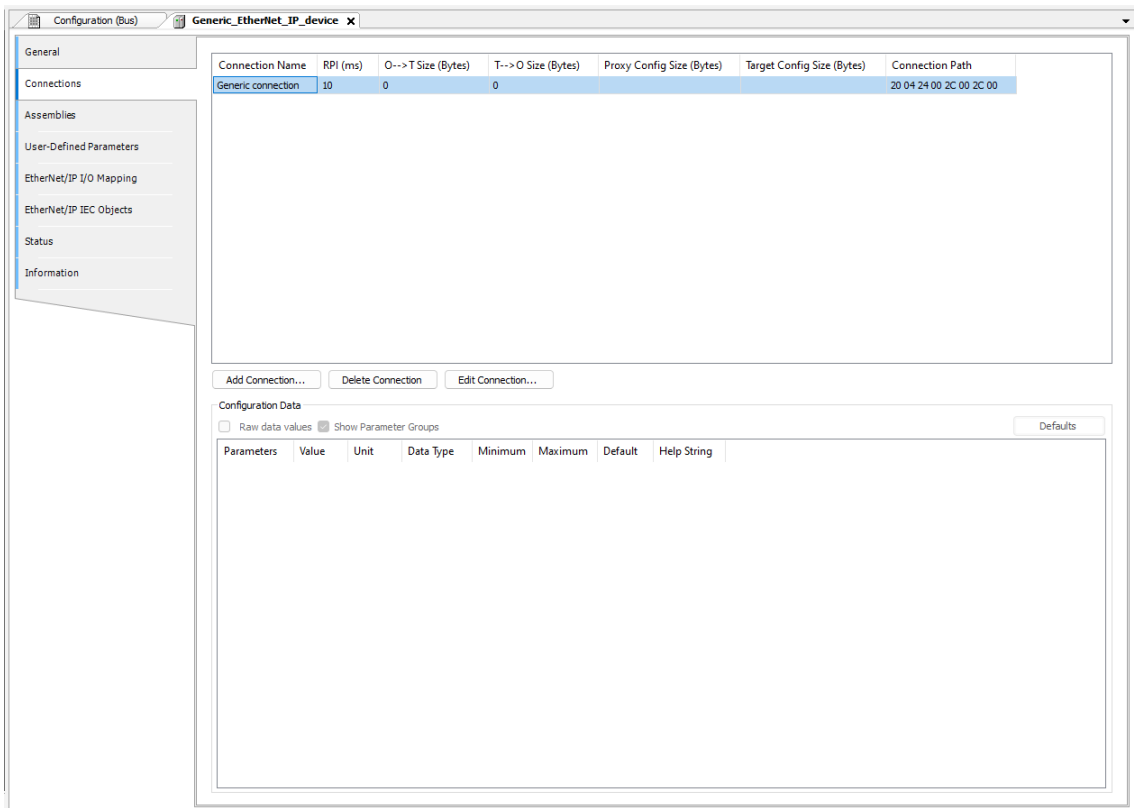 Configuration (Bus) Generic_EtherNet_IP_device x
General
Connections
Assemblies
User-Defined Parameters
EtherNet/IP I/O Mapping
EtherNet/IP IEC Objects
Status
Information
Connection Name RPI (ms) O-->T Size (Bytes) T-->O Size (Bytes) Proxy Config Size (Bytes) Target Config Size (Bytes) Connection Path
Generic connection 10 0 0 20 04 24 00 2C 00 2C 00
Add Connection... Delete Connection Edit Connection...
Configuration Data
Raw data values Show Parameter Groups Defaults
Parameters Value Unit Data Type Minimum Maximum Default Help String